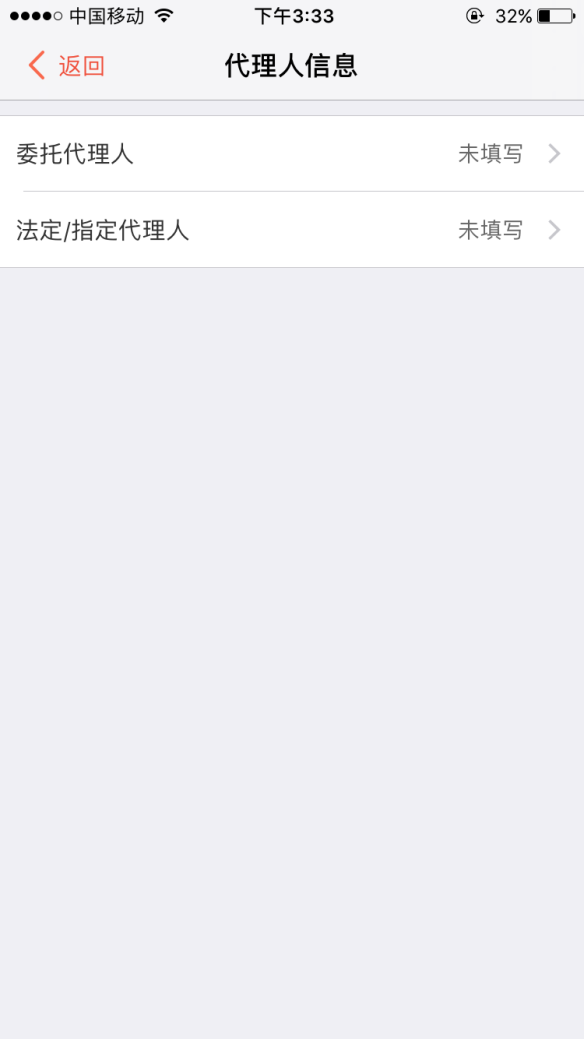 中国移动 下午3:33 32%
返回 代理人信息
委托代理人 未填写
法定/指定代理人 未填写